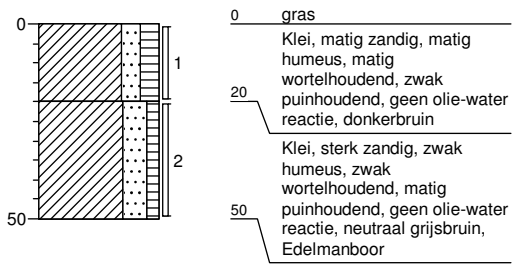 0
1
2
50
0 gras
Klei, matig zandig, matig
humeus, matig
wortelhoudend, zwak
20 puinhoudend, geen olie-water
reactie, donkerbruin
Klei, sterk zandig, zwak
humeus, zwak
wortelhoudend, matig
50 puinhoudend, geen olie-water
reactie, neutraal grijsbruin,
Edelmanboor